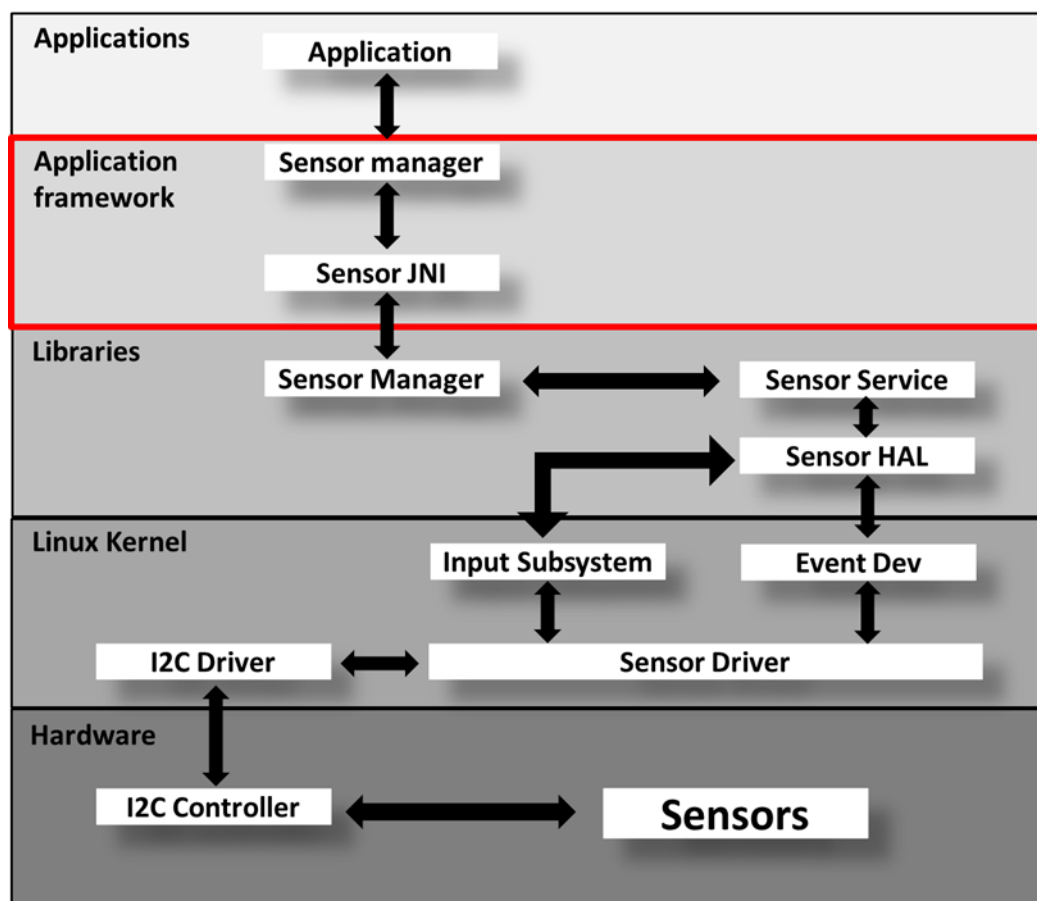 Applications
Application
Application
framework
Sensor manager
Sensor JNI
Libraries
Sensor Manager
Sensor Service
Sensor HAL
Linux Kernel
Input Subsystem
Event Dev
I2C Driver
Sensor Driver
Hardware
I2C Controller
Sensors